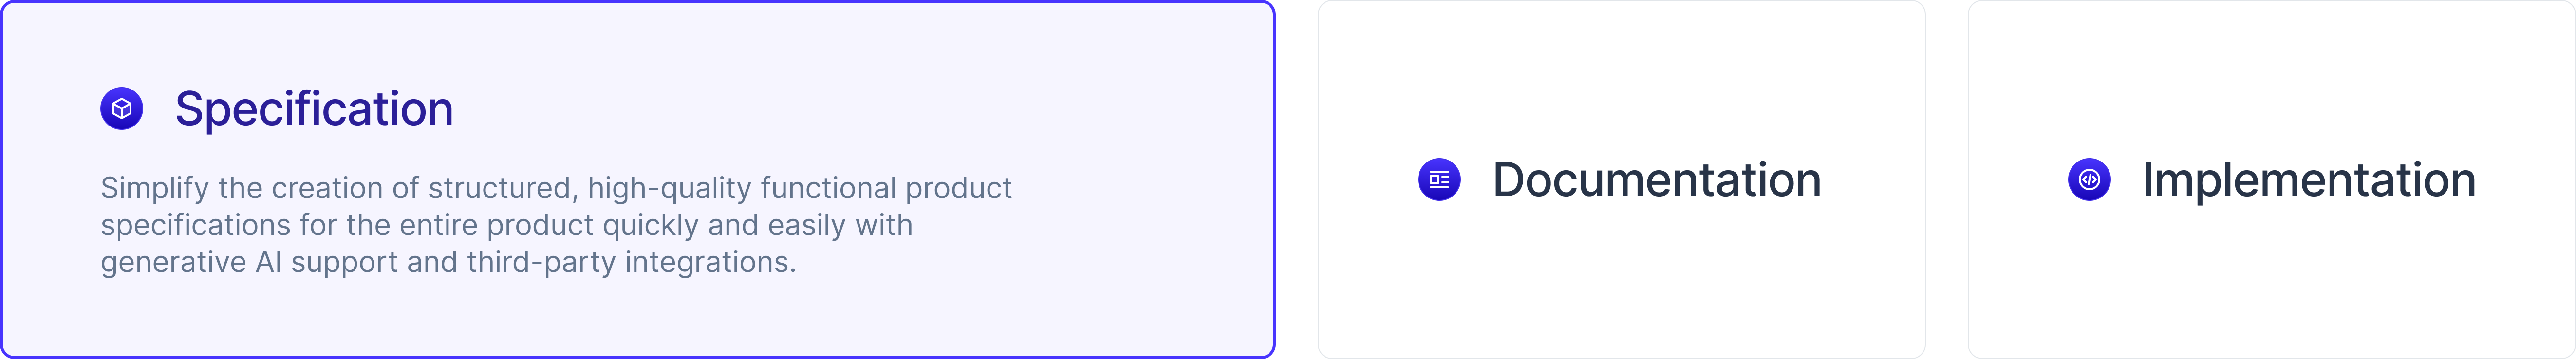 Specification
Simplify the creation of structured, high-quality functional product
specifications for the entire product quickly and easily with
generative AI support and third-party integrations.
Documentation
Implementation